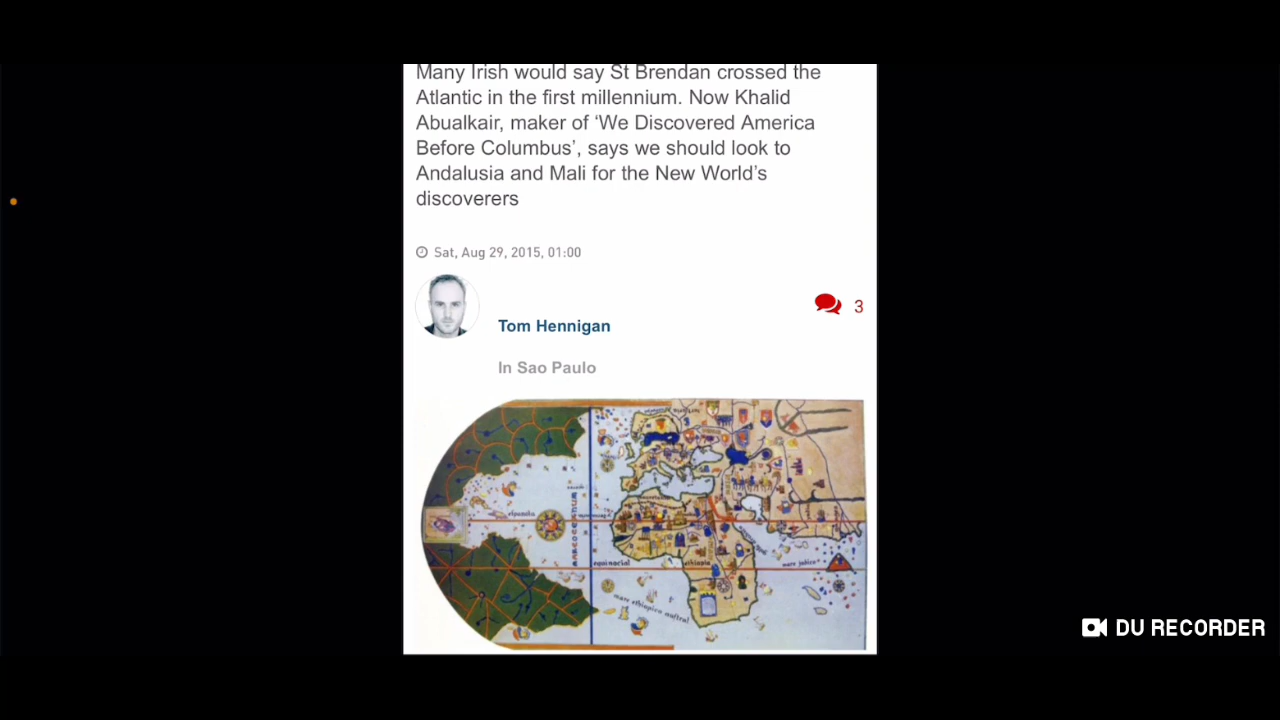 Many Irish would say St Brendan crossed the
Atlantic in the first millennium. Now Khalid
Abualkair, maker of ‘We Discovered America
Before Columbus’, says we should look to
Andalusia and Mali for the New World’s
discoverers
Sat, Aug 29, 2015, 01:00
3
Tom Hennigan
In Sao Paulo
equinocial
ethiopia
DU RECORDER